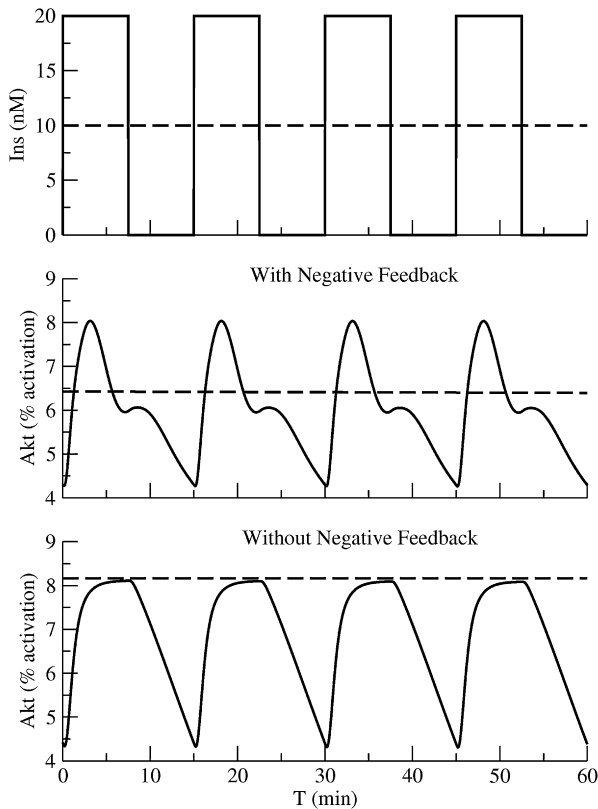 20
15
10
5
0
Ins (nM)
With Negative Feedback
9
8
7
6
5
4
Akt (% activation)
Without Negative Feedback
9
8
7
6
5
4
Akt (% activation)
0 10 20 30 40 50 60
T (min)